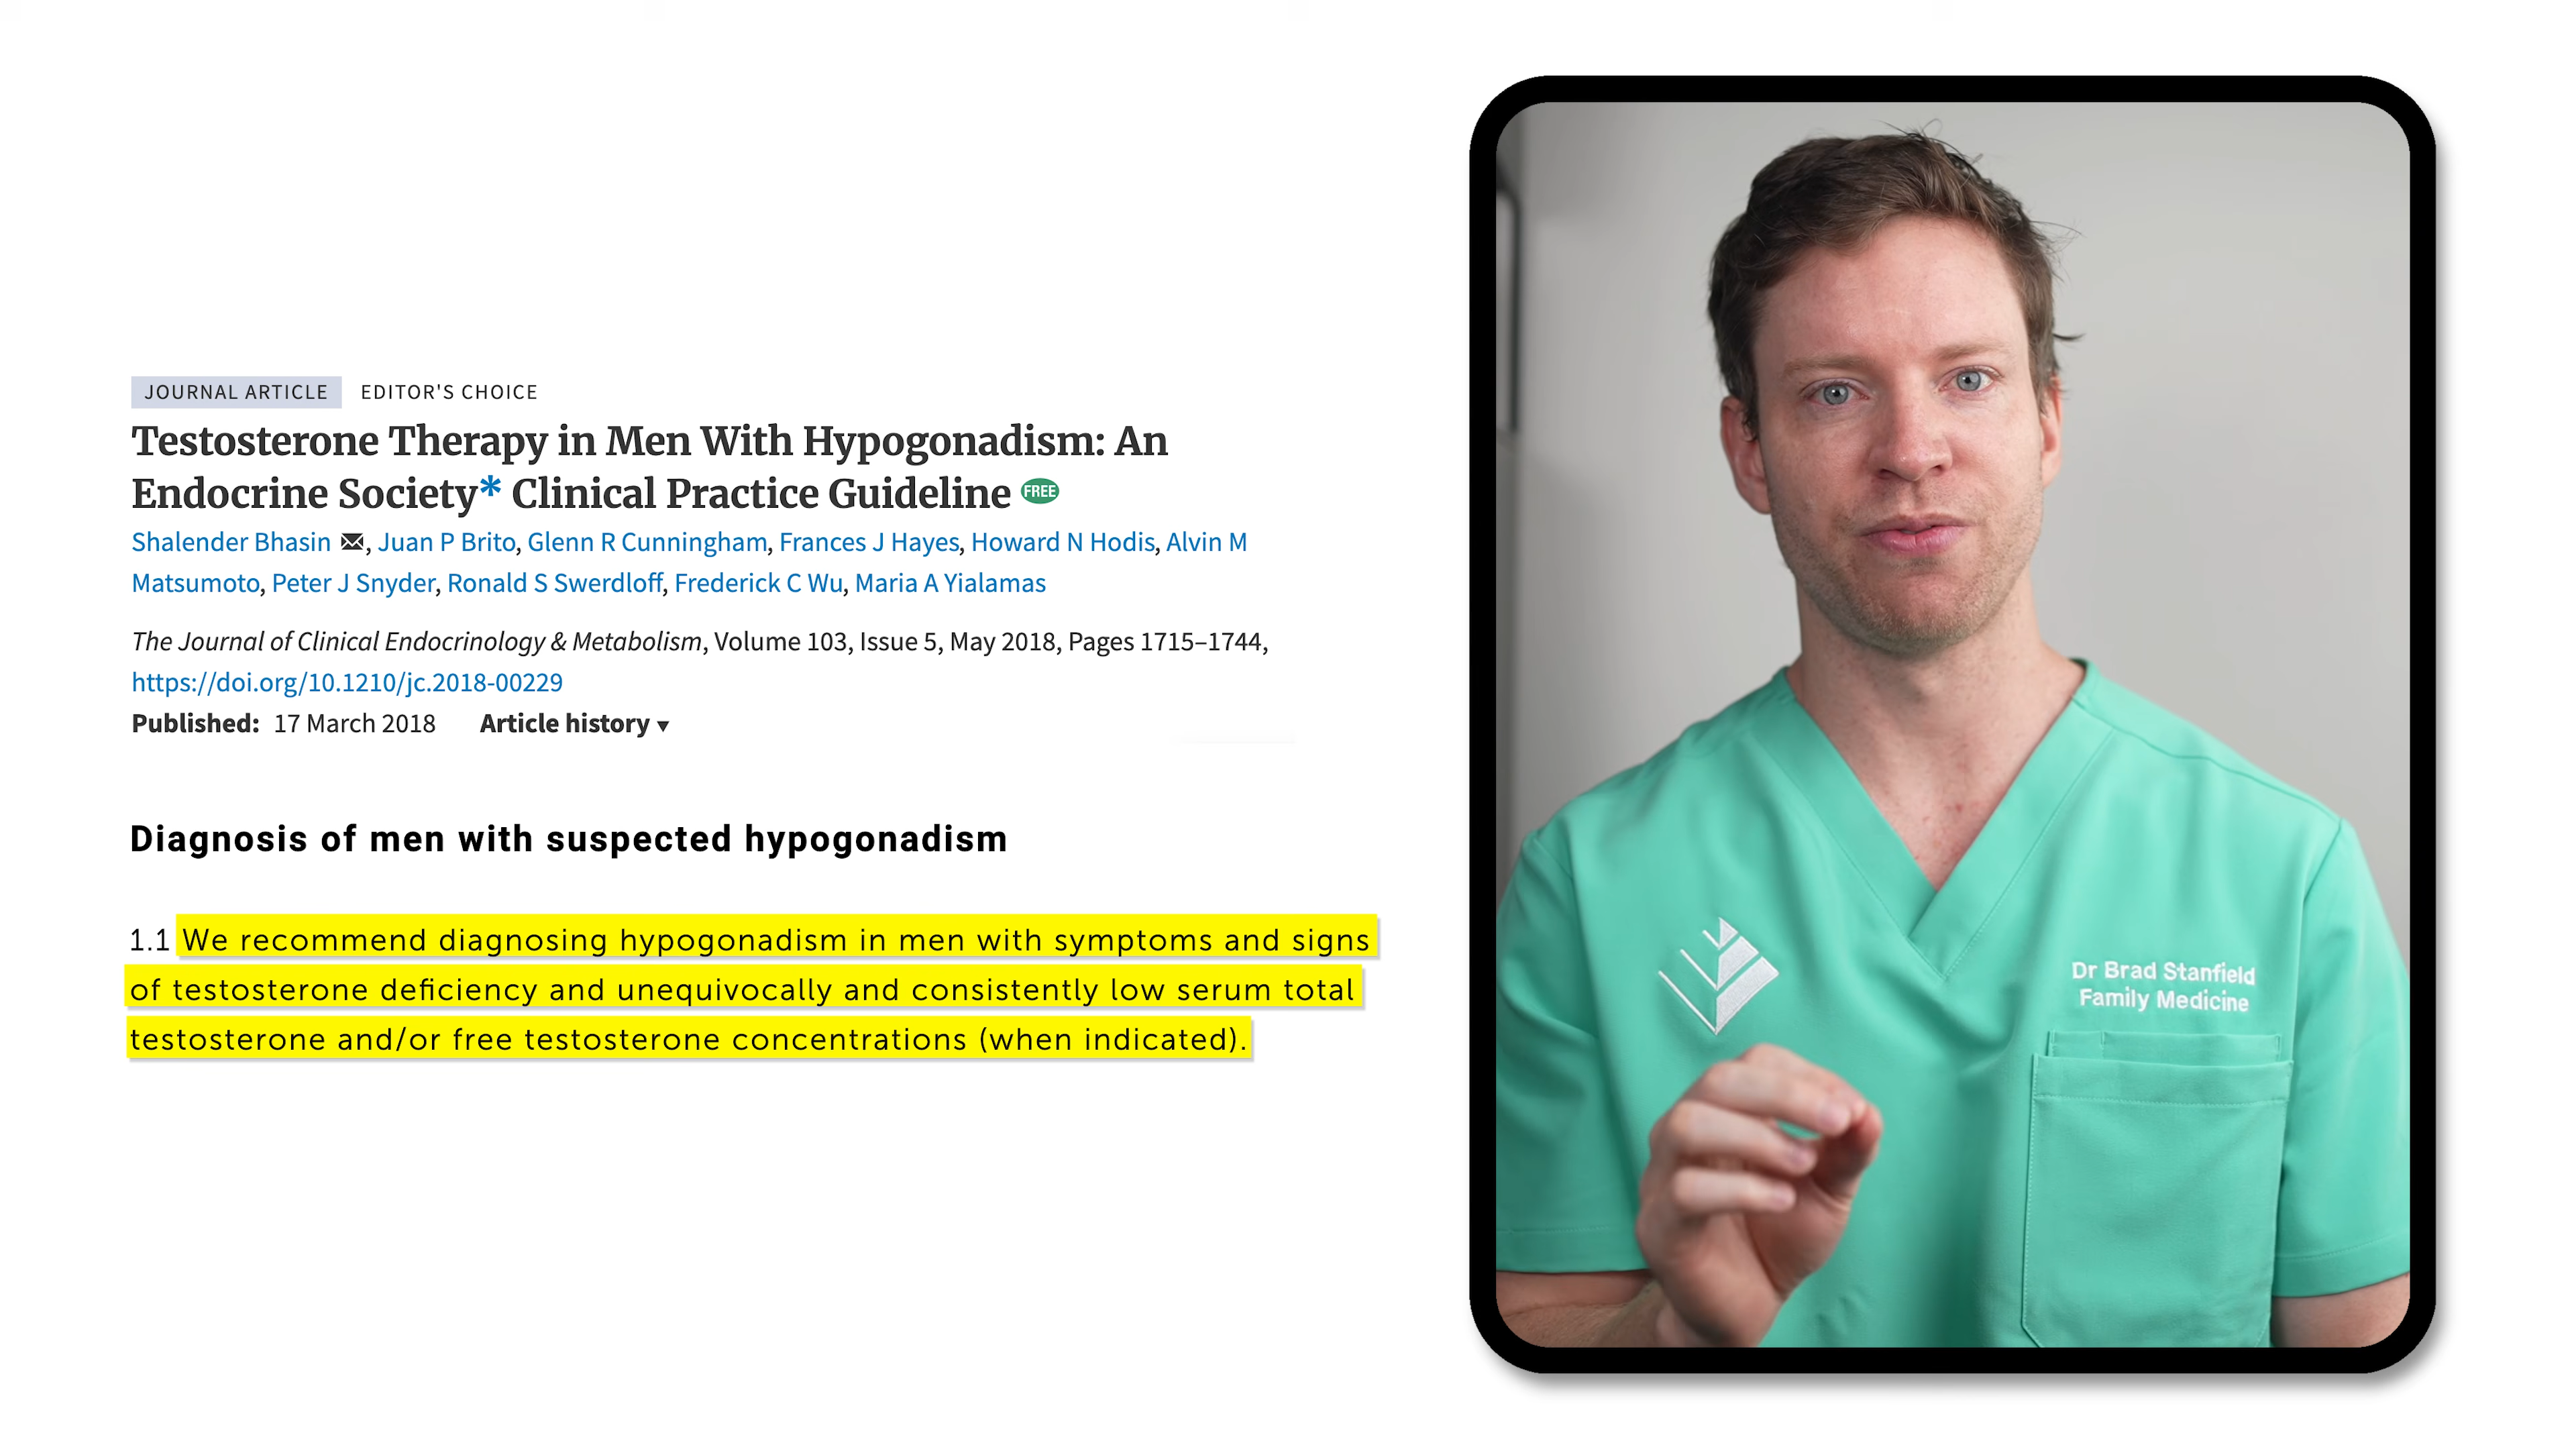 JOURNAL ARTICLE EDITOR'S CHOICE
Testosterone Therapy in Men With Hypogonadism: An
Endocrine Society* Clinical Practice Guideline FREE
Shalender Bhasin, Juan P Brito, Glenn R Cunningham, Frances J Hayes, Howard N Hodis, Alvin M
Matsumoto, Peter J Snyder, Ronald S Swerdloff, Frederick C Wu, Maria A Yialamas
The Journal of Clinical Endocrinology & Metabolism, Volume 103, Issue 5, May 2018, Pages 1715–1744,
https://doi.org/10.1210/jc.2018-00229
Published: 17 March 2018 Article history ▾
Diagnosis of men with suspected hypogonadism
1.1 We recommend diagnosing hypogonadism in men with symptoms and signs
of testosterone deficiency and unequivocally and consistently low serum total
testosterone and/or free testosterone concentrations (when indicated).
Dr Brad Stanfield
Family Medicine